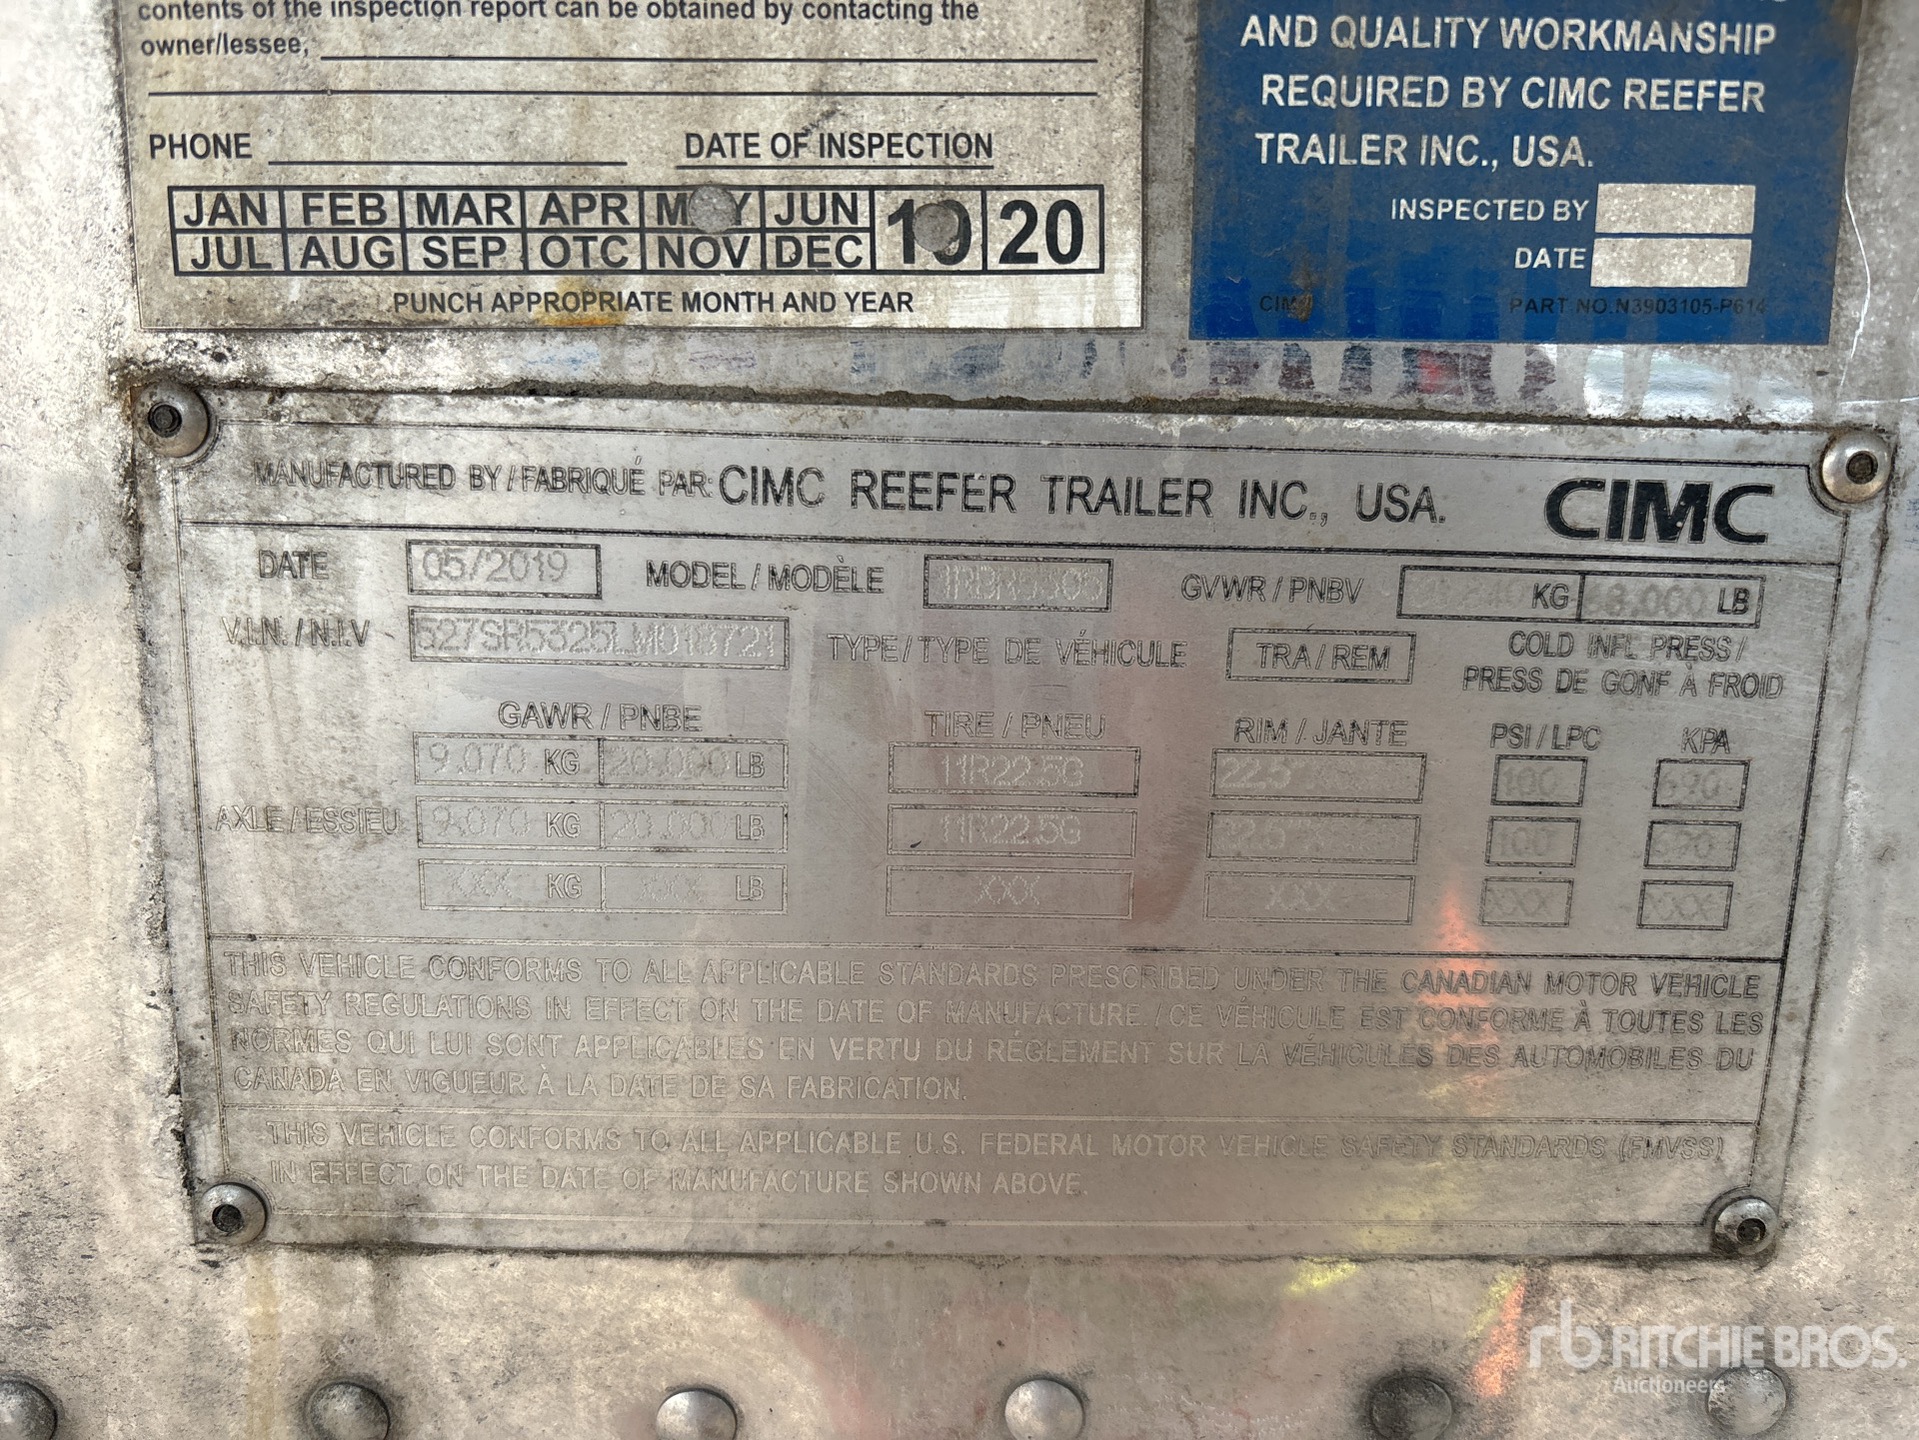 contents of the inspection report can be obtained by contacting the
owner/lessee,
PHONE DATE OF INSPECTION
JAN FEB MAR APR MAY JUN 19 20
JUL AUG SEP OTC NOV DEC
PUNCH APPROPRIATE MONTH AND YEAR
AND QUALITY WORKMANSHIP
REQUIRED BY CIMC REEFER
TRAILER INC., USA.
INSPECTED BY
DATE
CIMC PART NO:N3903105-P614
MANUFACTURED BY / FABRIQUÉ PAR: CIMC REEFER TRAILER INC., USA. CIMC
DATE 05/2019 MODEL / MODÈLE GVWR / PNBV KG 68.000 LB
V.I.N. / N.I.V TYPE / TYPE DE VÉHICULE TRA / REM COLD INFL PRESS /
PRESS DE GONF À FROID
GAWR / PNBE TIRE / PNEU RIM / JANTE PSI / LPC KPA
9.070 KG 20.000 LB 11R22.5G 100 690
AXLE / ESSIEU 9.070 KG 20.000 LB 11R22.5G 100 690
XXX KG XXX LB XXX XXX XXX XXX
THIS VEHICLE CONFORMS TO ALL APPLICABLE STANDARDS PRESCRIBED UNDER THE CANADIAN MOTOR VEHICLE
SAFETY REGULATIONS IN EFFECT ON THE DATE OF MANUFACTURE. / CE VÉHICULE EST CONFORME À TOUTES LES
NORMES QUI LUI SONT APPLICABLES EN VERTU DU RÉGLEMENT SUR LA VÉHICULES DES AUTOMOBILES DU
CANADA EN VIGUEUR À LA DATE DE SA FABRICATION.
THIS VEHICLE CONFORMS TO ALL APPLICABLE U.S. FEDERAL MOTOR VEHICLE SAFETY STANDARDS (FMVSS)
IN EFFECT ON THE DATE OF MANUFACTURE SHOWN ABOVE.
rb RITCHIE BROS.
Auctioneers